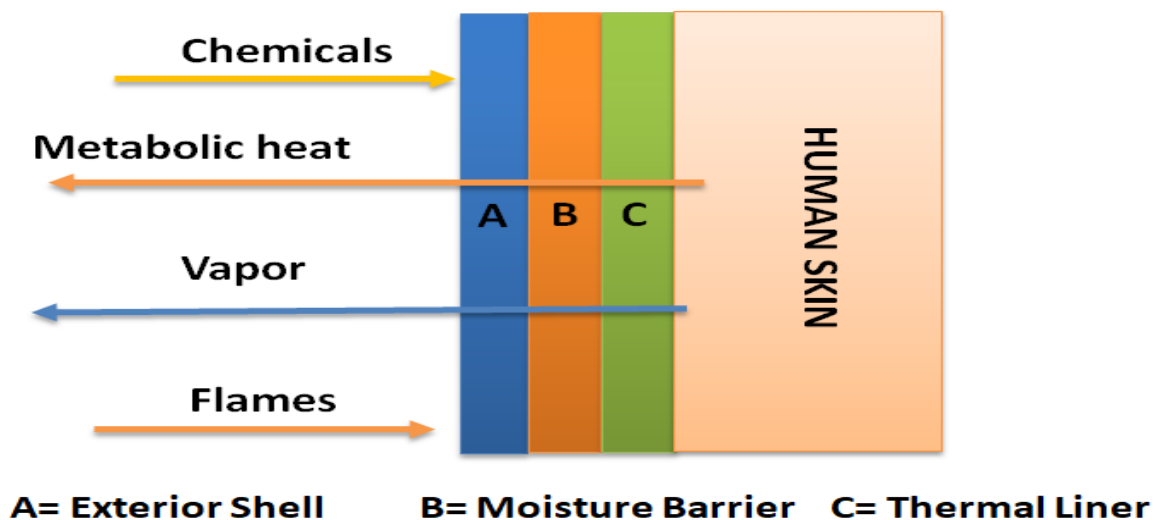 Chemicals
Metabolic heat
A B C
HUMAN SKIN
Vapor
Flames
A= Exterior Shell B= Moisture Barrier C= Thermal Liner